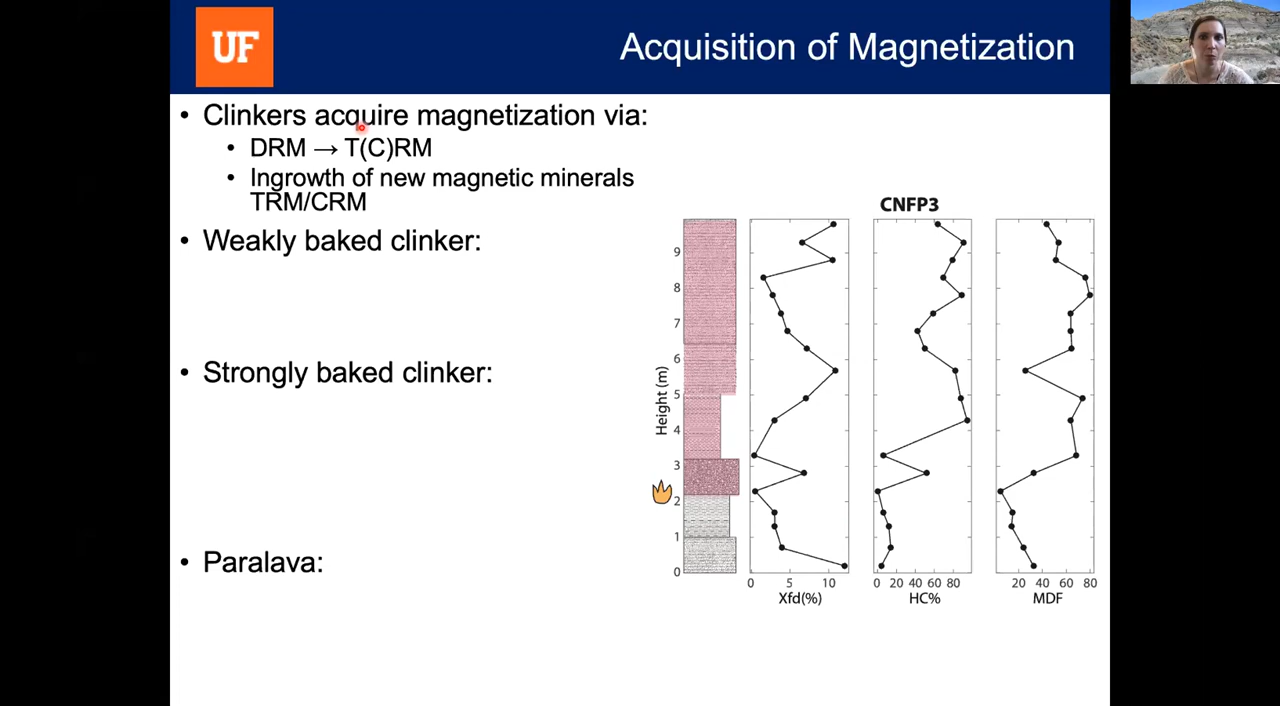 UF
Acquisition of Magnetization
• Clinkers acquire magnetization via:
• DRM → T(C)RM
• Ingrowth of new magnetic minerals
TRM/CRM
• Weakly baked clinker:
• Strongly baked clinker:
• Paralava:
CNFP3
Height (m)
9
8
7
6
5
4
3
2
1
0
0 5 10
Xfd(%)
0 20 40 60 80
HC%
20 40 60 80
MDF